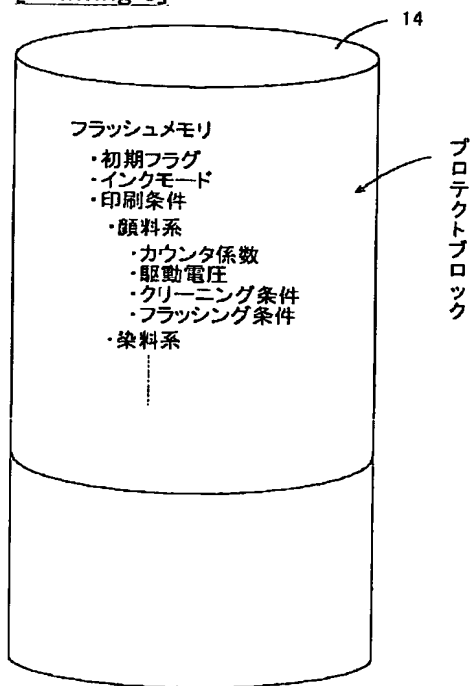 14
フラッシュメモリ
・初期フラグ
・インクモード
・印刷条件
・顔料系
・カウンタ係数
・駆動電圧
・クリーニング条件
・フラッシング条件
・染料系
プロテクトブロック